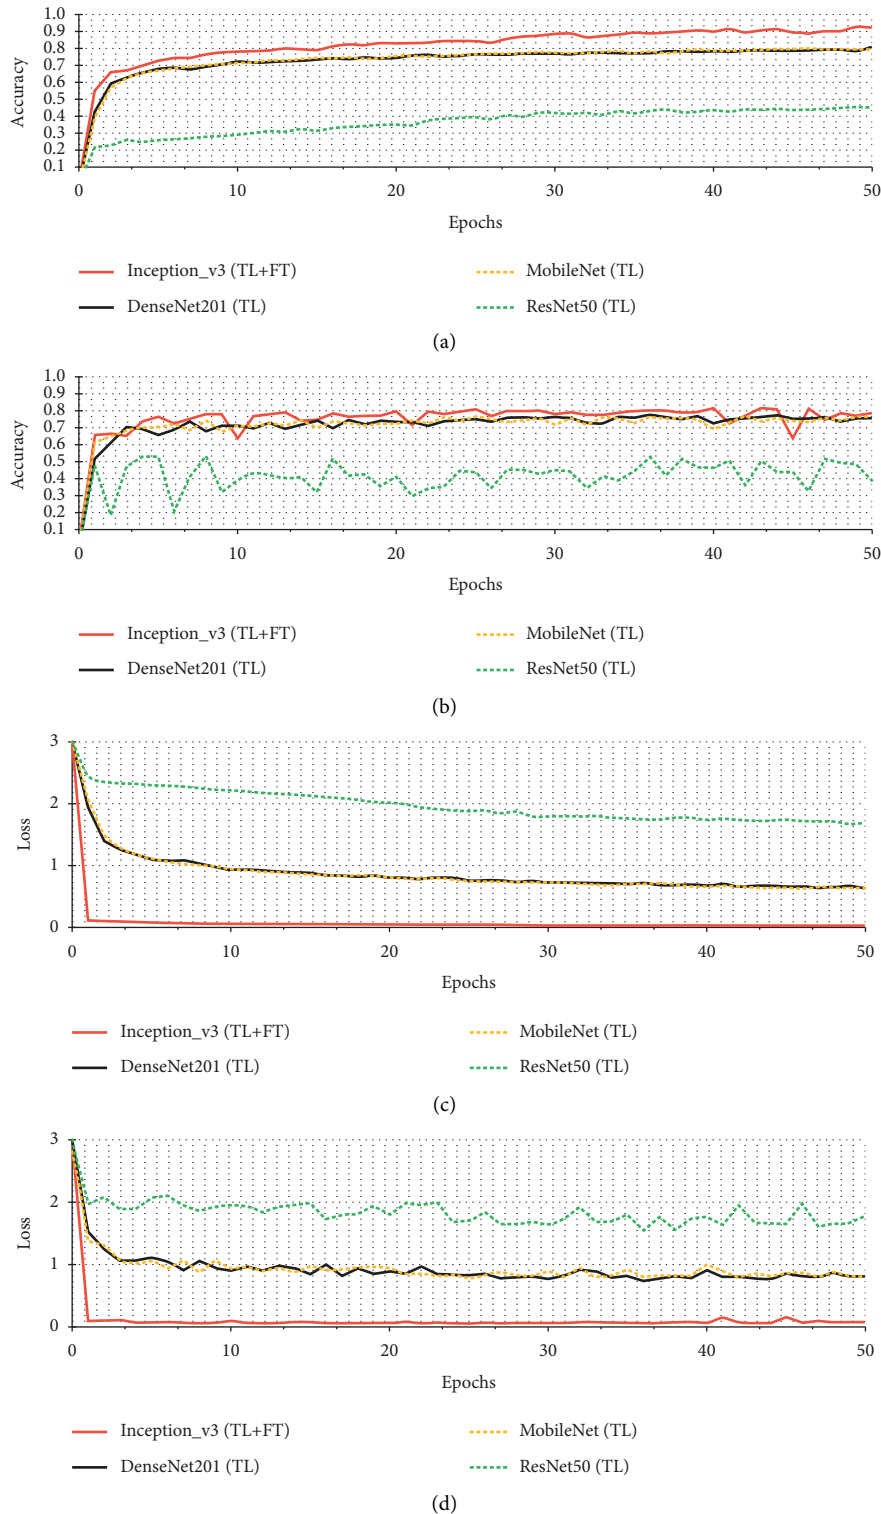 1.0
0.9
0.8
0.7
0.6
0.5
0.4
0.3
0.2
0.1
Accuracy
0 10 20 30 40 50
Epochs
Inception_v3 (TL+FT) MobileNet (TL)
DenseNet201 (TL) ResNet50 (TL)
(a)
1.0
0.9
0.8
0.7
0.6
0.5
0.4
0.3
0.2
0.1
Accuracy
0 10 20 30 40 50
Epochs
Inception_v3 (TL+FT) MobileNet (TL)
DenseNet201 (TL) ResNet50 (TL)
(b)
3
2
1
0
Loss
0 10 20 30 40 50
Epochs
Inception_v3 (TL+FT) MobileNet (TL)
DenseNet201 (TL) ResNet50 (TL)
(c)
3
2
1
0
Loss
0 10 20 30 40 50
Epochs
Inception_v3 (TL+FT) MobileNet (TL)
DenseNet201 (TL) ResNet50 (TL)
(d)